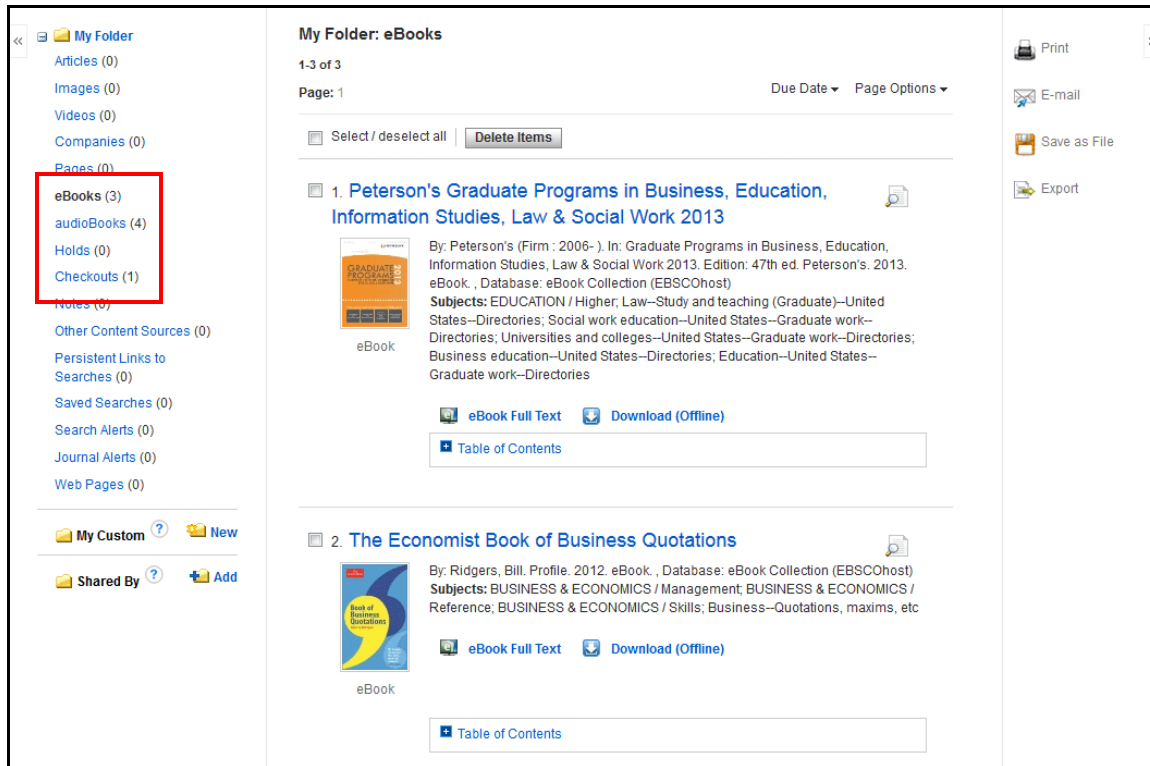 «
My Folder
Articles (0)
Images (0)
Videos (0)
Companies (0)
Pages (0)
eBooks (3)
audioBooks (4)
Holds (0)
Checkouts (1)
Notes (0)
Other Content Sources (0)
Persistent Links to
Searches (0)
Saved Searches (0)
Search Alerts (0)
Journal Alerts (0)
Web Pages (0)
My Custom ? New
Shared By ? Add
My Folder: eBooks
1-3 of 3
Page: 1
Due Date Page Options
Select / deselect all Delete Items
1. Peterson's Graduate Programs in Business, Education,
Information Studies, Law & Social Work 2013
GRADUATE
PROGRAMS
2013
eBook
By: Peterson's (Firm : 2006- ). In: Graduate Programs in Business, Education,
Information Studies, Law & Social Work 2013. Edition: 47th ed. Peterson's. 2013.
eBook. , Database: eBook Collection (EBSCOhost)
Subjects: EDUCATION / Higher; Law--Study and teaching (Graduate)--United
States--Directories; Social work education--United States--Graduate work--
Directories; Universities and colleges--United States--Graduate work--Directories;
Business education--United States--Directories; Education--United States--
Graduate work--Directories
eBook Full Text Download (Offline)
Table of Contents
2. The Economist Book of Business Quotations
Book of
Business
Quotations
eBook
By: Ridgers, Bill. Profile. 2012. eBook. , Database: eBook Collection (EBSCOhost)
Subjects: BUSINESS & ECONOMICS / Management; BUSINESS & ECONOMICS /
Reference; BUSINESS & ECONOMICS / Skills; Business--Quotations, maxims, etc
eBook Full Text Download (Offline)
Table of Contents
Print
E-mail
Save as File
Export